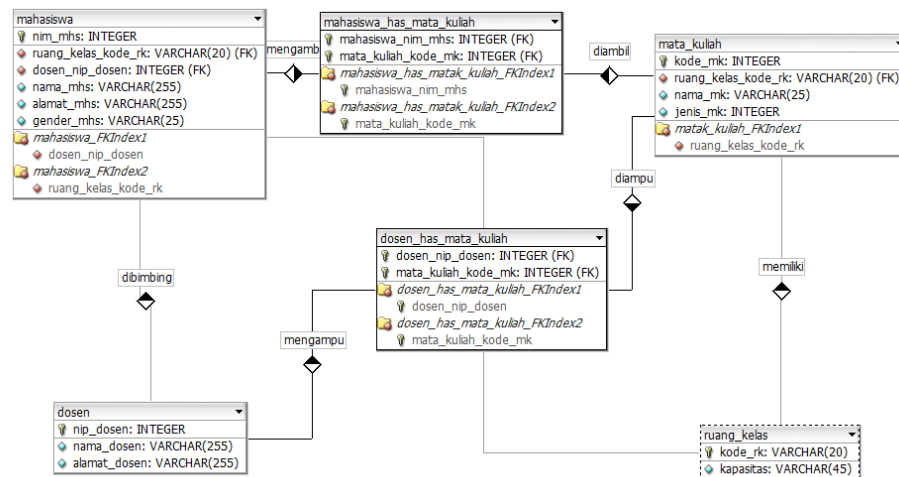 mahasiswa
nim_mhs: INTEGER
ruang_kelas_kode_rk: VARCHAR(20) (FK)
dosen_nip_dosen: INTEGER (FK)
nama_mhs: VARCHAR(255)
alamat_mhs: VARCHAR(255)
gender_mhs: VARCHAR(25)
mahasiswa_FKIndex1
dosen_nip_dosen
mahasiswa_FKIndex2
ruang_kelas_kode_rk
mengamb
mahasiswa_has_mata_kuliah
mahasiswa_nim_mhs: INTEGER (FK)
mata_kuliah_kode_mk: INTEGER (FK)
mahasiswa_has_matak_kuliah_FKIndex1
mahasiswa_nim_mhs
mahasiswa_has_matak_kuliah_FKIndex2
mata_kuliah_kode_mk
diambil
mata_kuliah
kode_mk: INTEGER
ruang_kelas_kode_rk: VARCHAR(20) (FK)
nama_mk: VARCHAR(25)
jenis_mk: INTEGER
matak_kuliah_FKIndex1
ruang_kelas_kode_rk
diampu
dosen_has_mata_kuliah
dosen_nip_dosen: INTEGER (FK)
mata_kuliah_kode_mk: INTEGER (FK)
dosen_has_mata_kuliah_FKIndex1
dosen_nip_dosen
dosen_has_mata_kuliah_FKIndex2
mata_kuliah_kode_mk
dibimbing
memiliki
mengampu
dosen
nip_dosen: INTEGER
nama_dosen: VARCHAR(255)
alamat_dosen: VARCHAR(255)
ruang_kelas
kode_rk: VARCHAR(20)
kapasitas: VARCHAR(45)